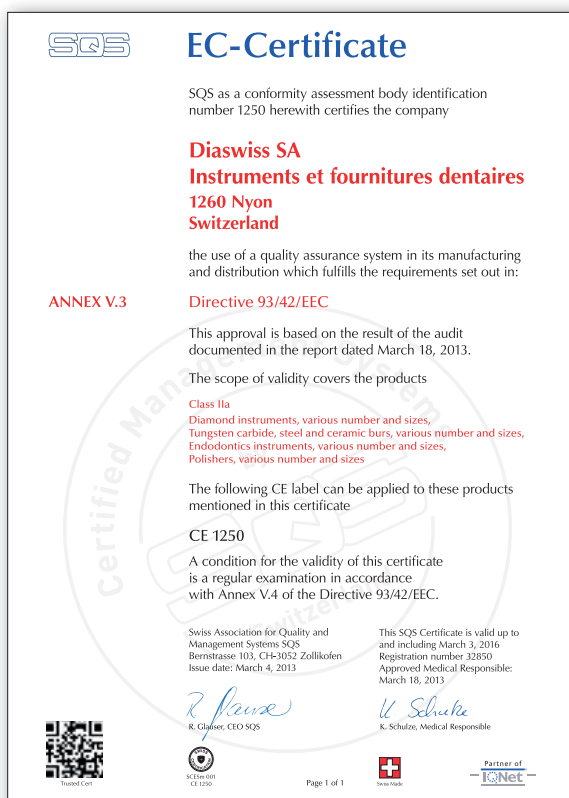 SQS
EC-Certificate
SQS as a conformity assessment body identification
number 1250 herewith certifies the company
Diaswiss SA
Instruments et fournitures dentaires
1260 Nyon
Switzerland
the use of a quality assurance system in its manufacturing
and distribution which fulfills the requirements set out in:
ANNEX V.3
Directive 93/42/EEC
This approval is based on the result of the audit
documented in the report dated March 18, 2013.
The scope of validity covers the products
Class IIa
Diamond instruments, various number and sizes,
Tungsten carbide, steel and ceramic burs, various number and sizes,
Endodontics instruments, various number and sizes,
Polishers, various number and sizes
The following CE label can be applied to these products
mentioned in this certificate
CE 1250
A condition for the validity of this certificate
is a regular examination in accordance
with Annex V.4 of the Directive 93/42/EEC.
Certified Management System
SQS
Switzerland
Swiss Association for Quality and
Management Systems SQS
Bernstrasse 103, CH-3052 Zollikofen
Issue date: March 4, 2013
R. Glauser, CEO SQS
This SQS Certificate is valid up to
and including March 3, 2016
Registration number 32850
Approved Medical Responsible:
March 18, 2013
K. Schulze, Medical Responsible
Trusted Cert
SCESm 001
CE 1250
Page 1 of 1
Swiss Made
Partner of
IQNet